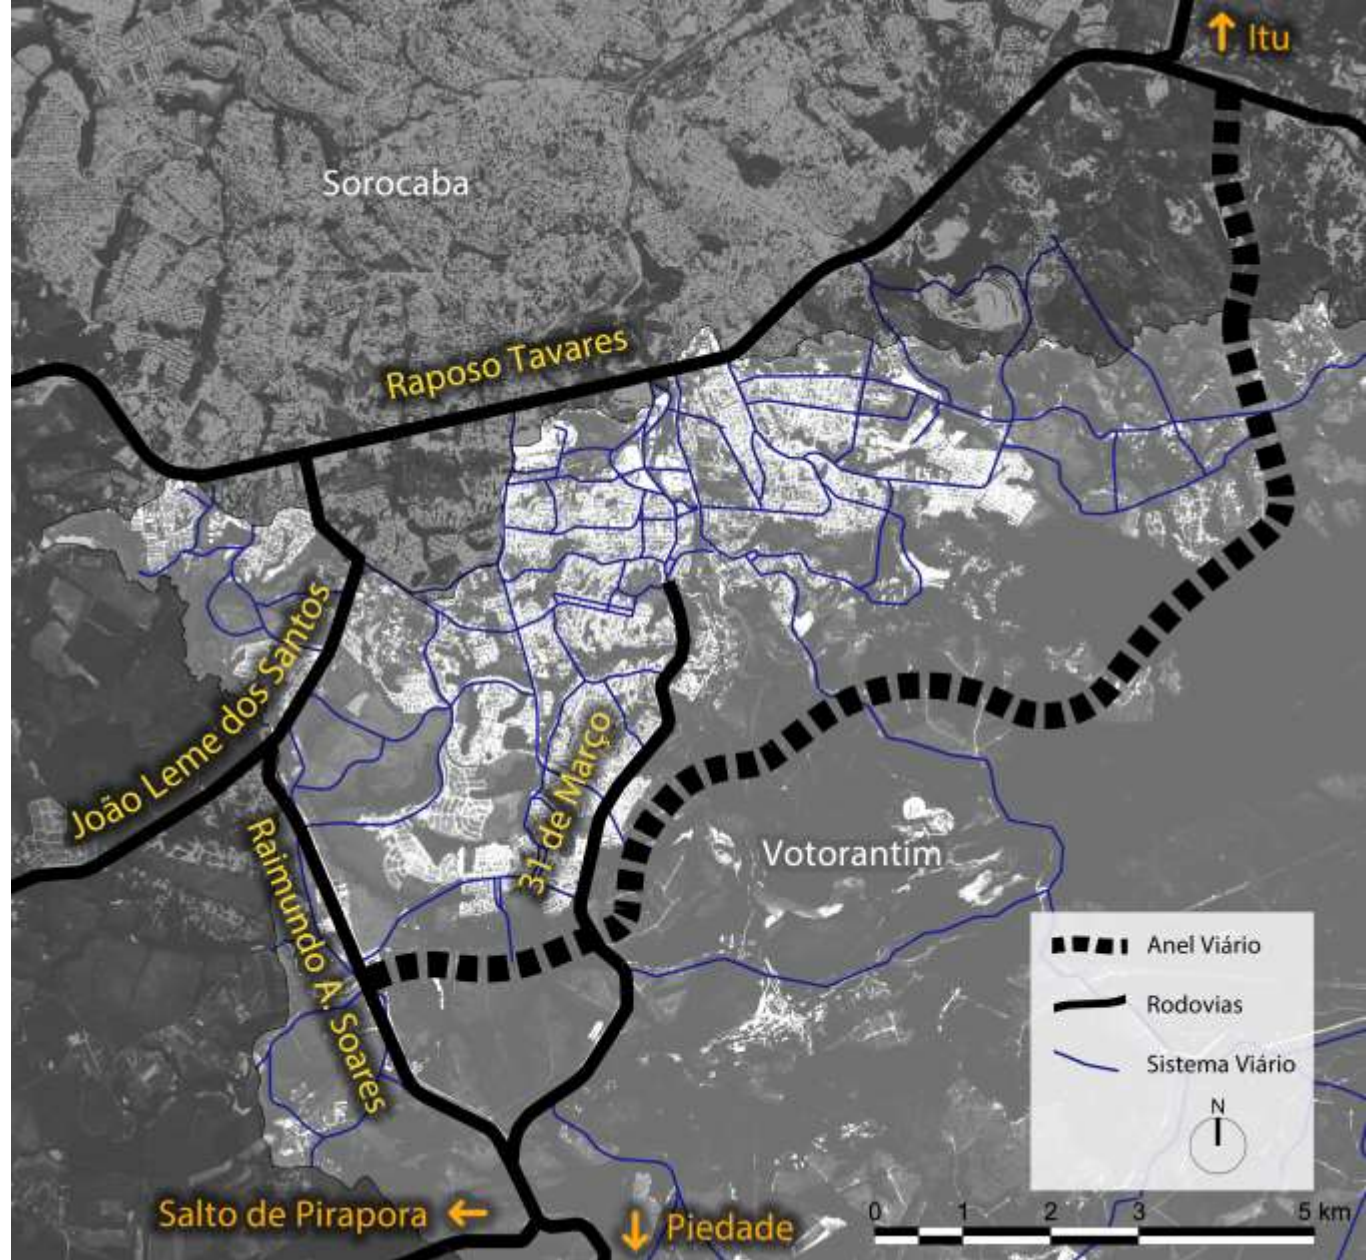 ↑ Itu
Sorocaba
Raposo Tavares
João Leme dos Santos
31 de Março
Raimundo A. Soares
Votorantim
Anel Viário
Rodovias
Sistema Viário
N
Salto de Pirapora ←
↓ Piedade
0 1 2 3 5 km